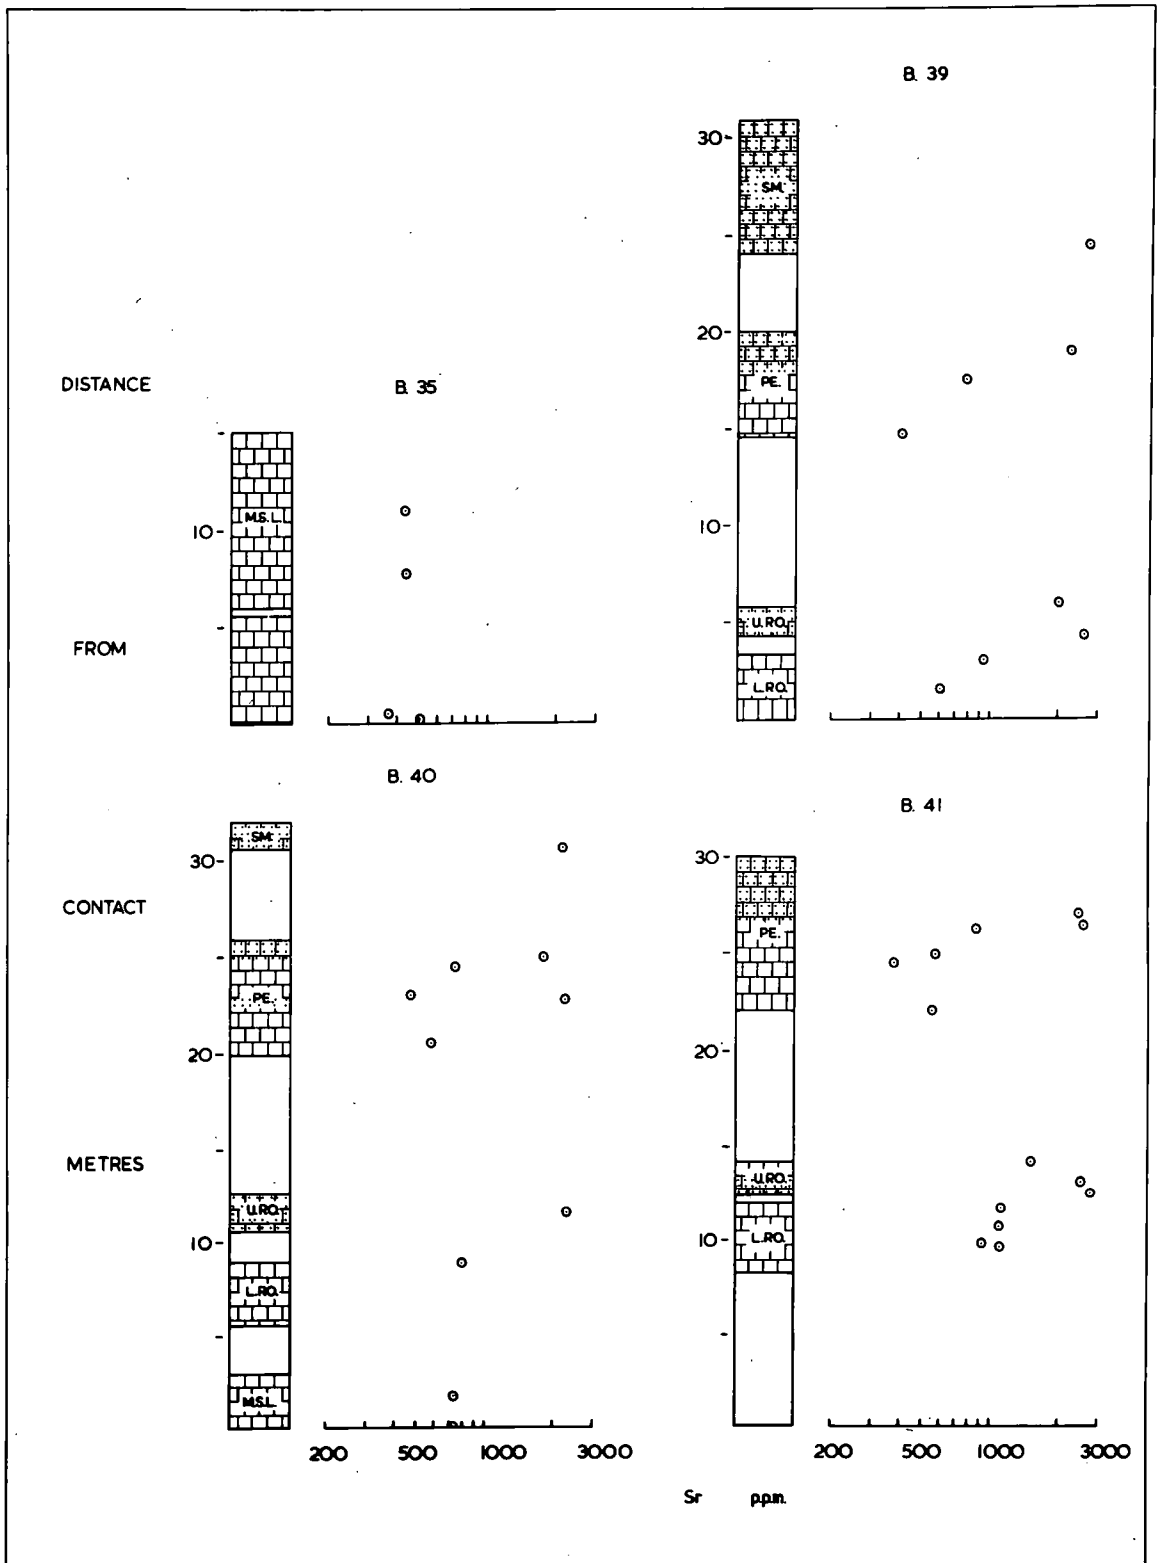 B. 39
30-
SM.
20-
PE.
10-
U.RO.
L.RO.
DISTANCE
FROM
CONTACT
METRES
B. 35
M.S.L.
10-
B. 40
SM.
30-
PE.
20-
U.RO.
10-
L.RO.
M.S.L.
200 500 1000 3000
B. 41
30-
PE.
20-
U.RO.
10-
L.RO.
200 500 1000 3000
Sr p.p.m.